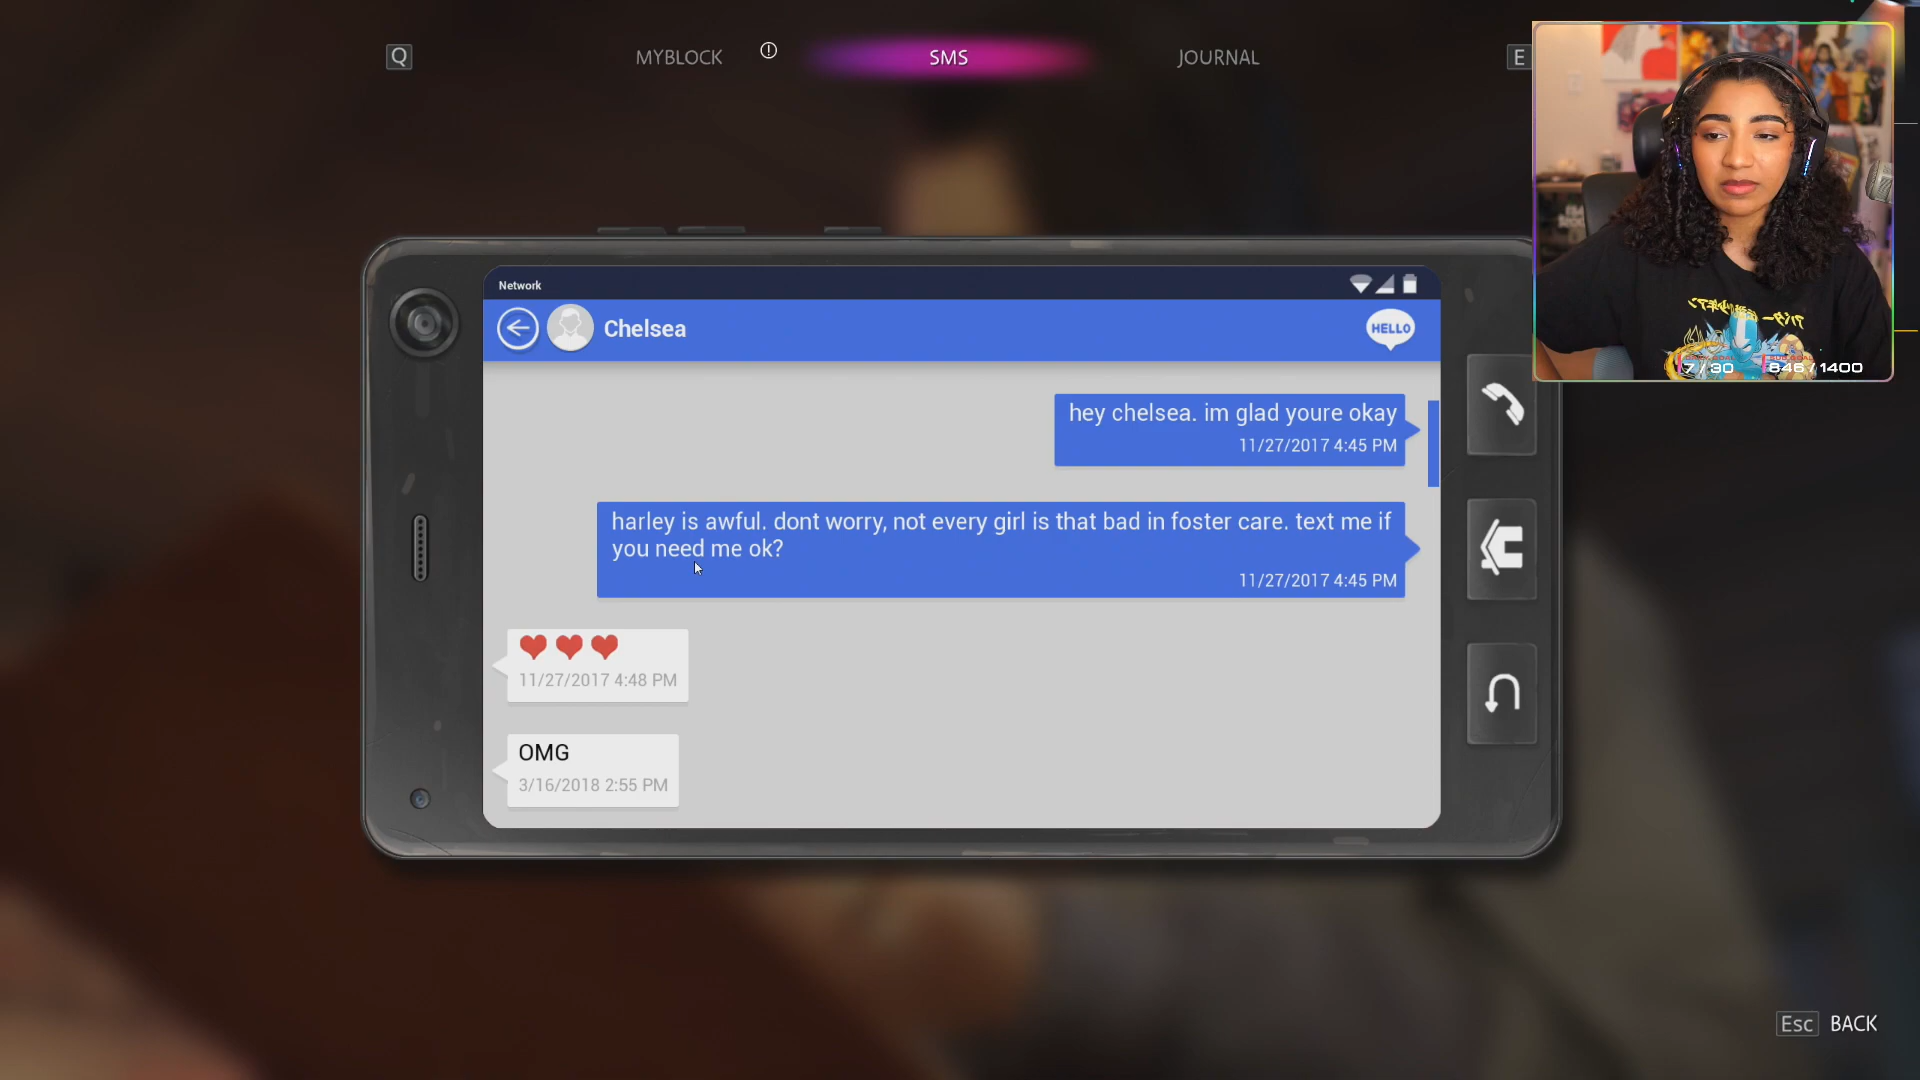 Q
MYBLOCK
SMS
JOURNAL
E
Network
Chelsea
HELLO
hey chelsea. im glad youre okay
11/27/2017 4:45 PM
harley is awful. dont worry, not every girl is that bad in foster care. text me if
you need me ok?
11/27/2017 4:45 PM
❤❤❤
11/27/2017 4:48 PM
OMG
3/16/2018 2:55 PM
7/30
846/1400
Esc BACK